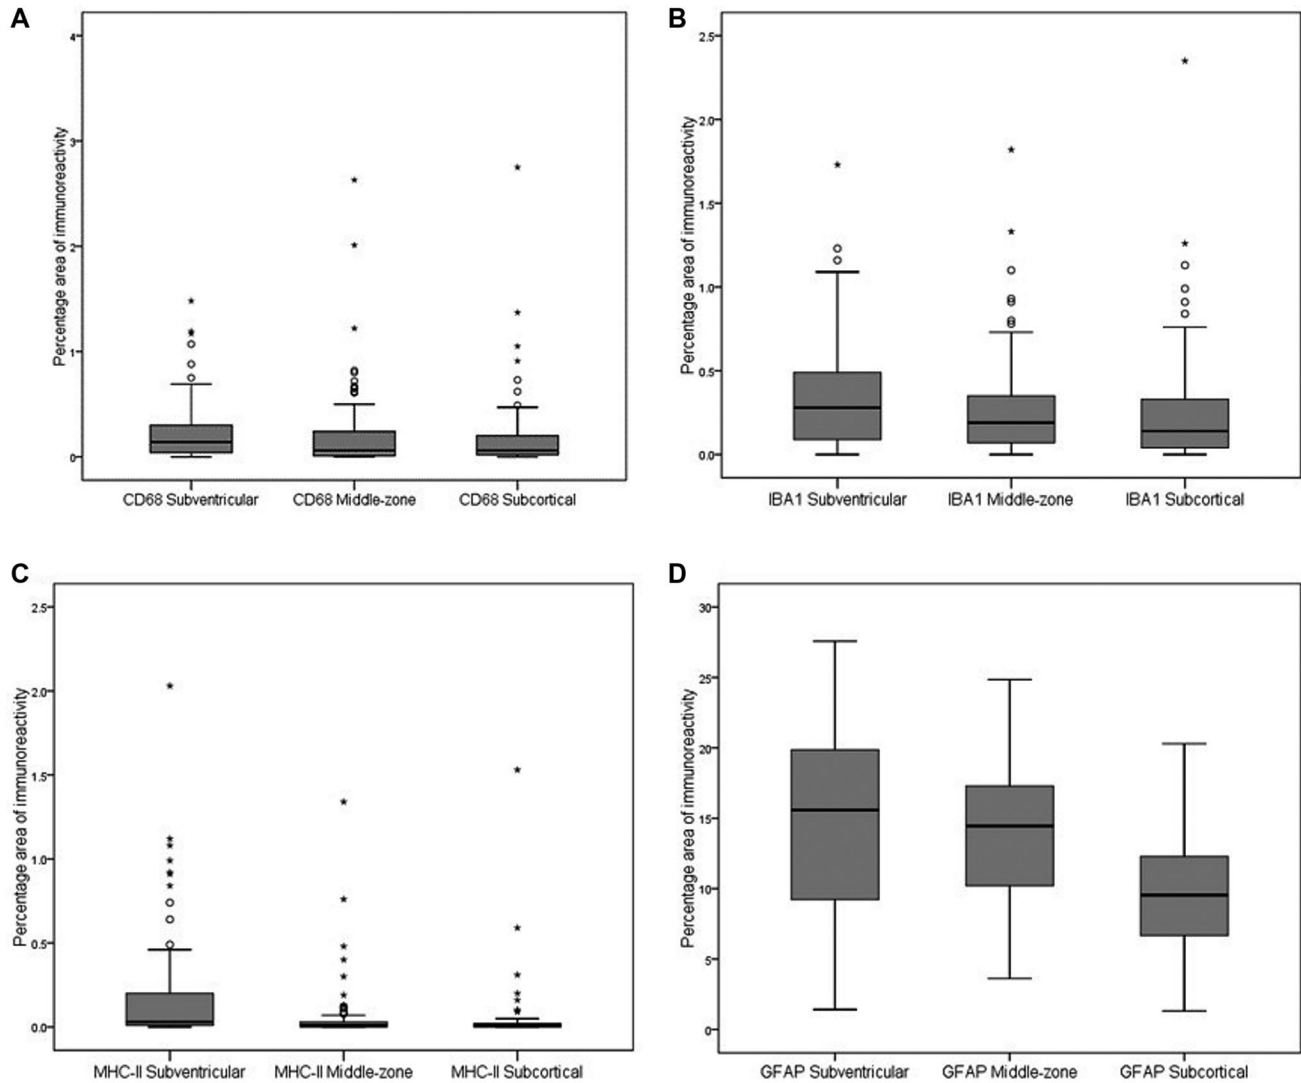 A
Percentage area of immunoreactivity
4
3
2
1
0
CD68 Subventricular CD68 Middle-zone CD68 Subcortical
B
Percentage area of immunoreactivity
2.5
2.0
1.5
1.0
0.5
0.0
IBA1 Subventricular IBA1 Middle-zone IBA1 Subcortical
C
Percentage area of immunoreactivity
2.5
2.0
1.5
1.0
0.5
0.0
MHC-II Subventricular MHC-II Middle-zone MHC-II Subcortical
D
Percentage area of immunoreactivity
30
25
20
15
10
5
0
GFAP Subventricular GFAP Middle-zone GFAP Subcortical